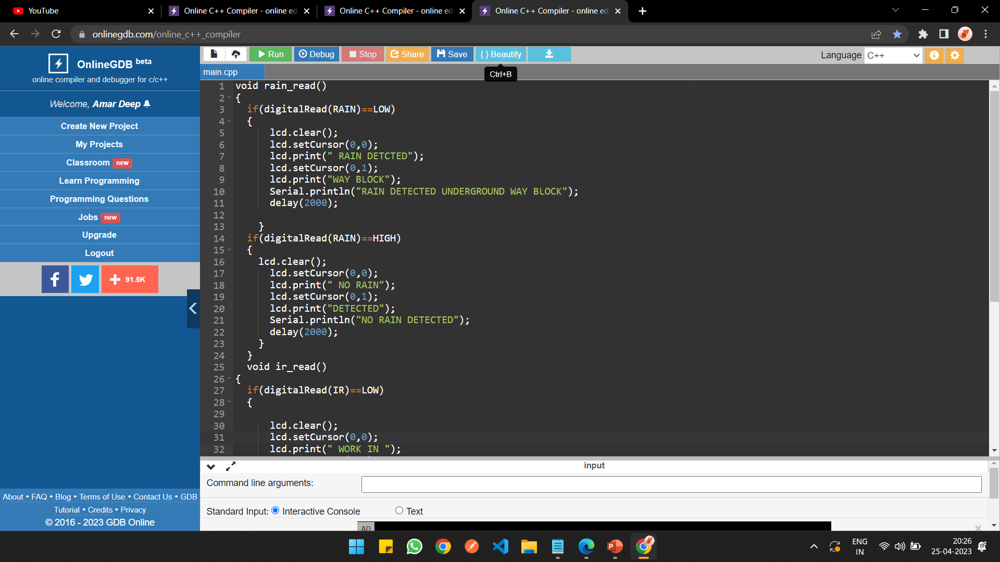 YouTube
Online C++ Compiler - online ed
Online C++ Compiler - online ed
Online C++ Compiler - online ed
onlinegdb.com/online_c++_compiler
OnlineGDB beta
online compiler and debugger for c/c++
Welcome, Amar Deep
Create New Project
My Projects
Classroom new
Learn Programming
Programming Questions
Jobs new
Upgrade
Logout
91.5K
About • FAQ • Blog • Terms of Use • Contact Us • GDB
Tutorial • Credits • Privacy
© 2016 - 2023 GDB Online
Run Debug Stop Share Save { } Beautify
Language C++
Ctrl+B
main.cpp
1 void rain_read()
2 {
3 if(digitalRead(RAIN)==LOW)
4 {
5 lcd.clear();
6 lcd.setCursor(0,0);
7 lcd.print(" RAIN DETCTED");
8 lcd.setCursor(0,1);
9 lcd.print("WAY BLOCK");
10 Serial.println("RAIN DETECTED UNDERGROUND WAY BLOCK");
11 delay(2000);
12
13 }
14 if(digitalRead(RAIN)==HIGH)
15 {
16 lcd.clear();
17 lcd.setCursor(0,0);
18 lcd.print(" NO RAIN");
19 lcd.setCursor(0,1);
20 lcd.print("DETECTED");
21 Serial.println("NO RAIN DETECTED");
22 delay(2000);
23 }
24 }
25 void ir_read()
26 {
27 if(digitalRead(IR)==LOW)
28 {
29
30 lcd.clear();
31 lcd.setCursor(0,0);
32 lcd.print(" WORK IN ");
input
Command line arguments:
Standard Input: Interactive Console Text
AD
ENG
IN
20:26
25-04-2023